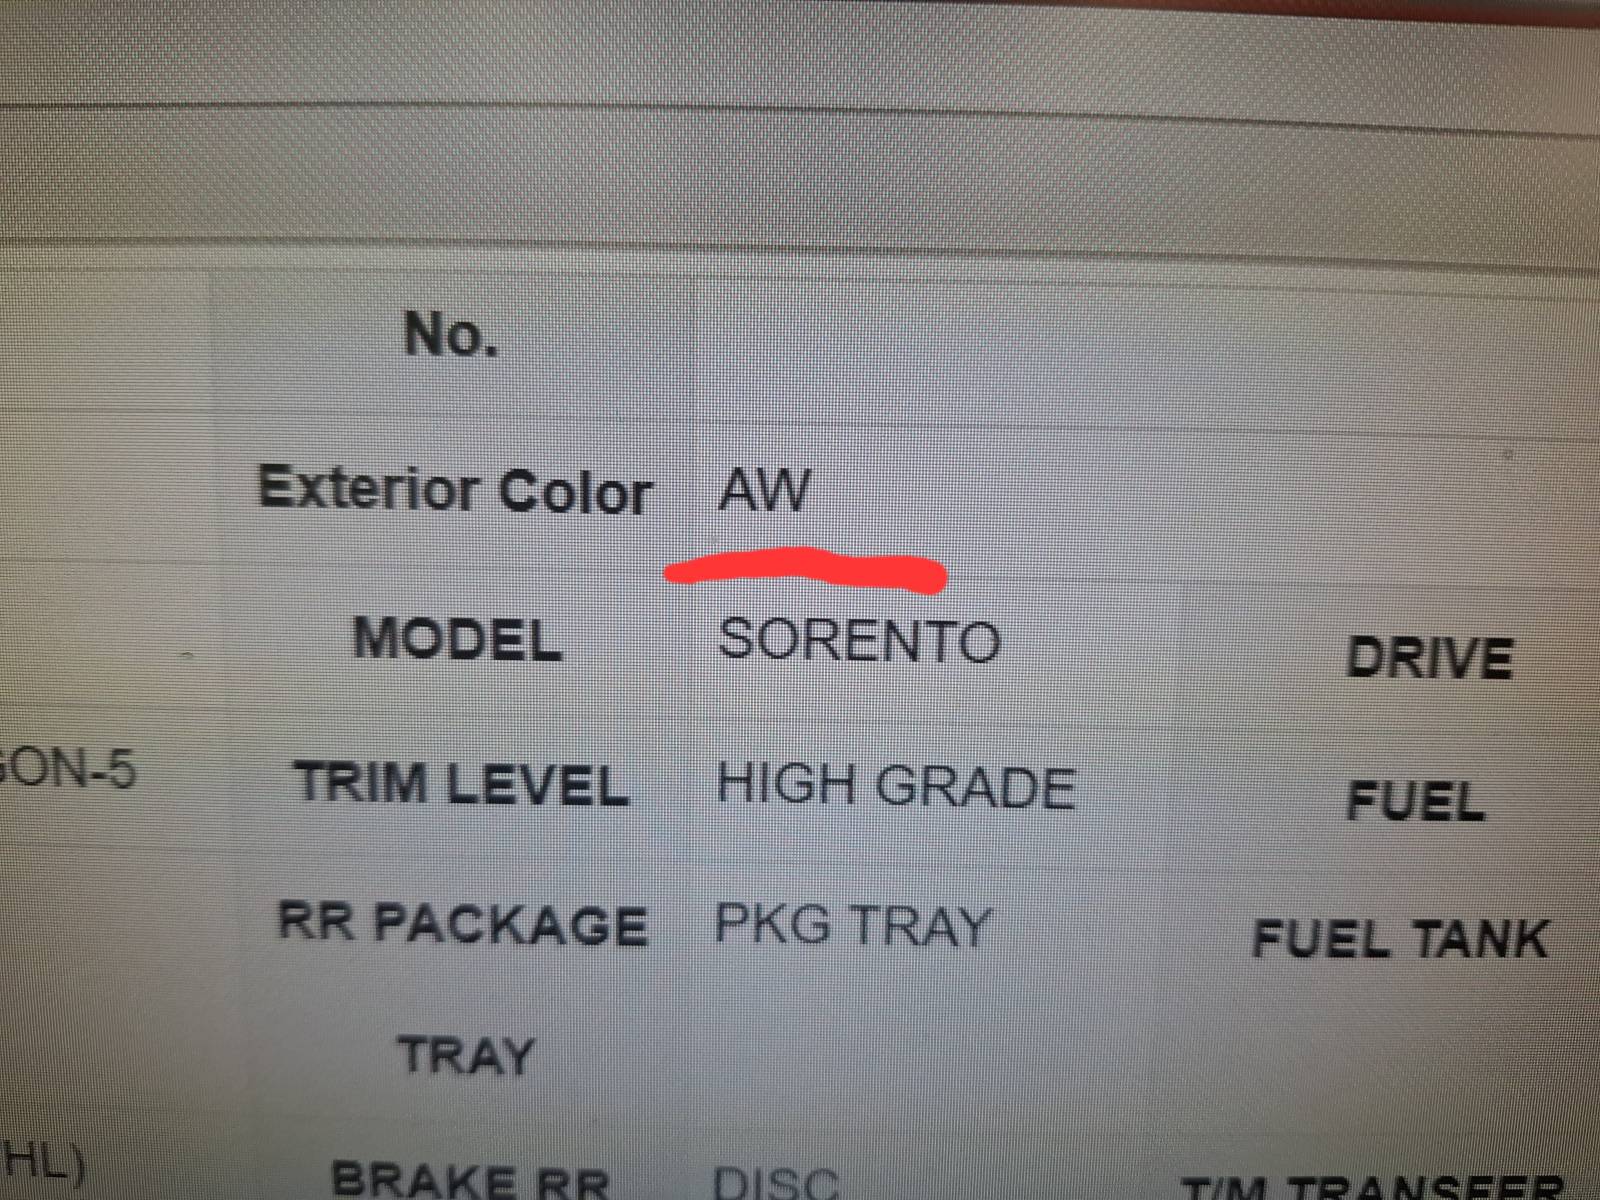 No.
Exterior Color AW
MODEL SORENTO DRIVE
ON-5 TRIM LEVEL HIGH GRADE FUEL
RR PACKAGE PKG TRAY FUEL TANK
TRAY
HL) BRAKE RR DISC T/M TRANSFER